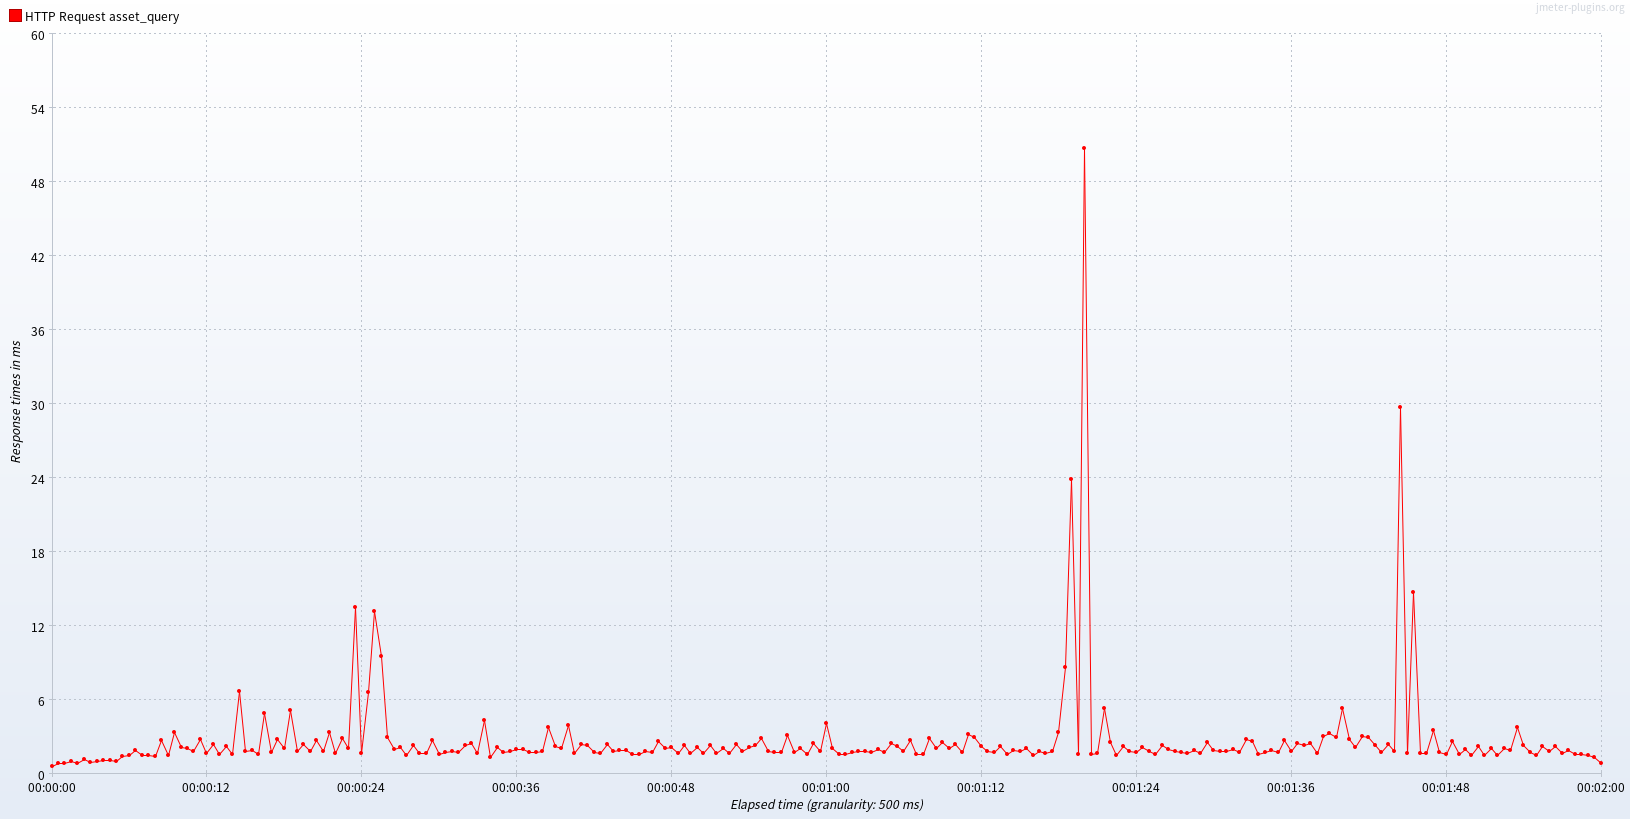 HTTP Request asset_query
jmeter-plugins.org
60
54
48
42
36
30
24
18
12
6
0
Response times in ms
00:00:00 00:00:12 00:00:24 00:00:36 00:00:48 00:01:00 00:01:12 00:01:24 00:01:36 00:01:48 00:02:00
Elapsed time (granularity: 500 ms)